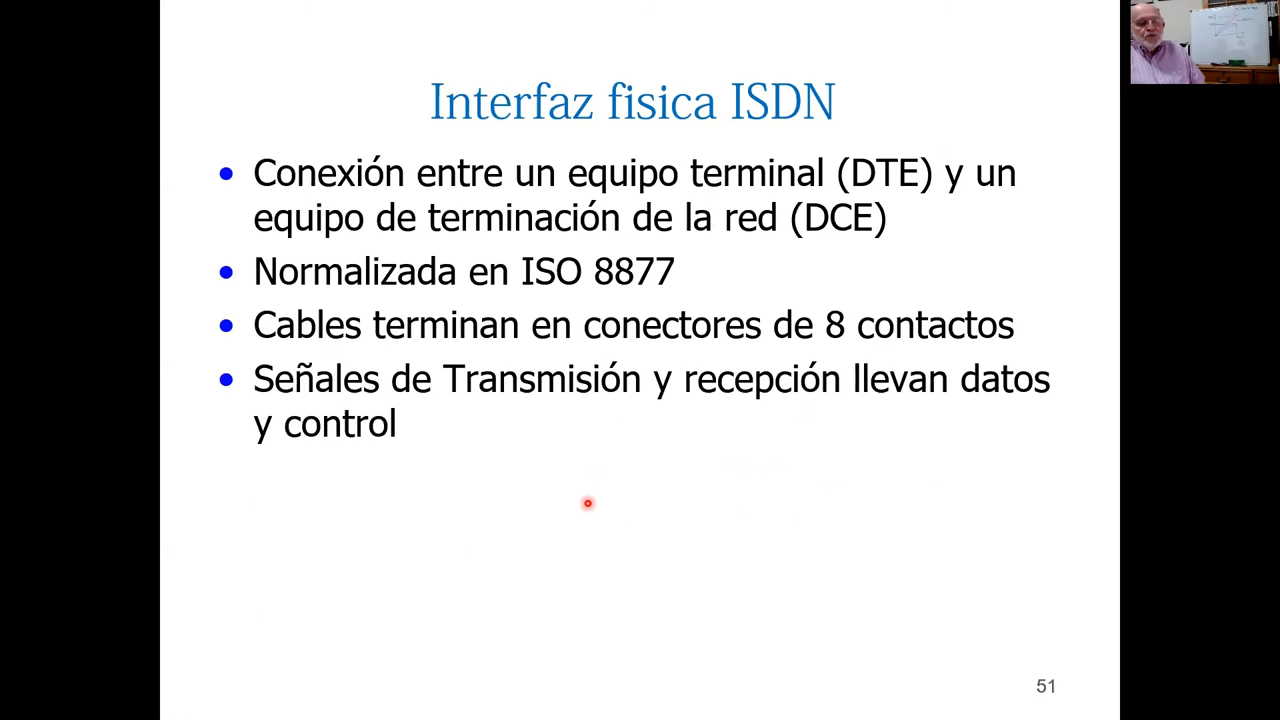 Interfaz fisica ISDN
• Conexión entre un equipo terminal (DTE) y un
equipo de terminación de la red (DCE)
• Normalizada en ISO 8877
• Cables terminan en conectores de 8 contactos
• Señales de Transmisión y recepción llevan datos
y control
51